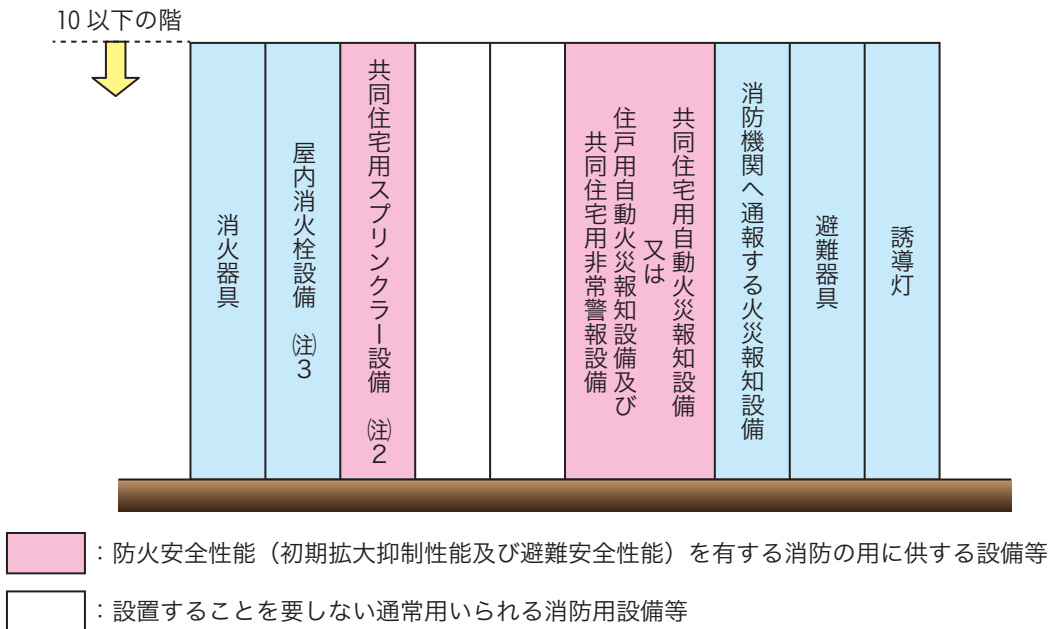 10 以下の階
消火器具
屋内消火栓設備 ㊟3
共同住宅用スプリンクラー設備 ㊟2
共同住宅用自動火災報知設備
又は
住戸用自動火災報知設備及び
共同住宅用非常警報設備
消防機関へ通報する火災報知設備
避難器具
誘導灯
：防火安全性能（初期拡大抑制性能及び避難安全性能）を有する消防の用に供する設備等
：設置することを要しない通常用いられる消防用設備等